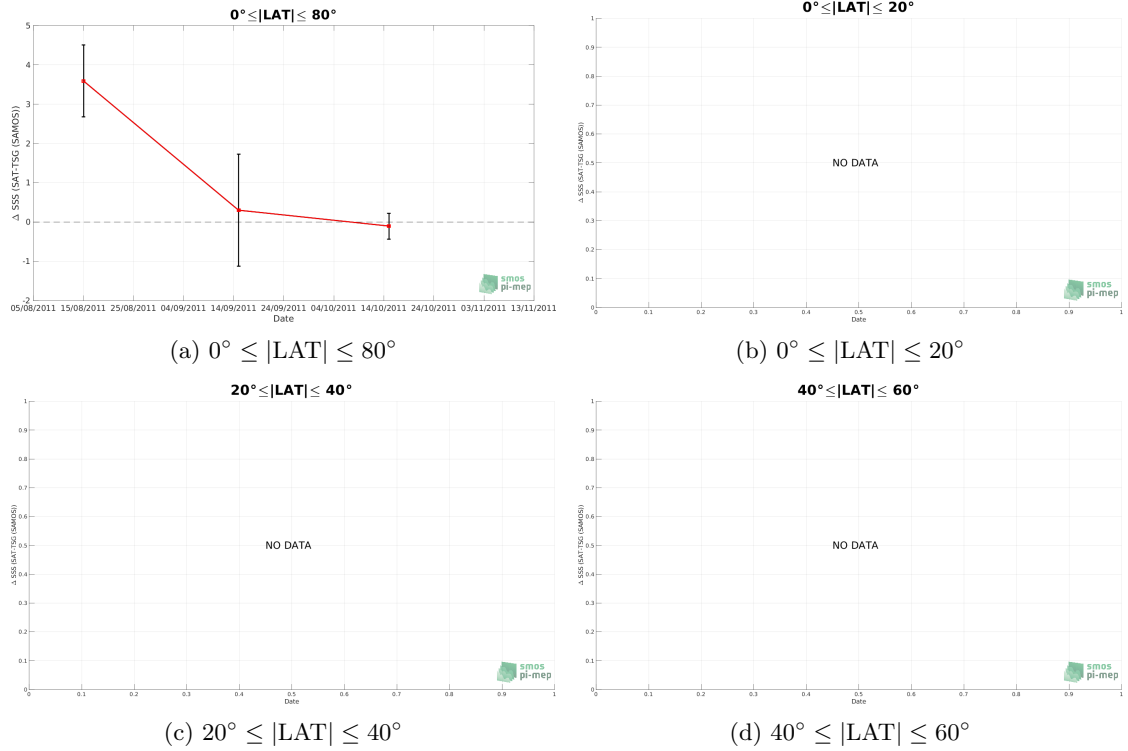 0°≤|LAT|≤ 80°
5
4
3
2
1
0
-1
-2
Δ SSS (SAT-TSG (SAMOS))
05/08/2011 15/08/2011 25/08/2011 04/09/2011 14/09/2011 24/09/2011 04/10/2011 14/10/2011 24/10/2011 03/11/2011 13/11/2011
Date
smos
pi-mep
(a) 0° ≤ |LAT| ≤ 80°
0°≤|LAT|≤ 20°
1
0.9
0.8
0.7
0.6
0.5
0.4
0.3
0.2
0.1
0
Δ SSS (SAT-TSG (SAMOS))
NO DATA
0 0.1 0.2 0.3 0.4 0.5 0.6 0.7 0.8 0.9 1
Date
smos
pi-mep
(b) 0° ≤ |LAT| ≤ 20°
20°≤|LAT|≤ 40°
1
0.9
0.8
0.7
0.6
0.5
0.4
0.3
0.2
0.1
0
Δ SSS (SAT-TSG (SAMOS))
NO DATA
0 0.1 0.2 0.3 0.4 0.5 0.6 0.7 0.8 0.9 1
Date
smos
pi-mep
(c) 20° ≤ |LAT| ≤ 40°
40°≤|LAT|≤ 60°
1
0.9
0.8
0.7
0.6
0.5
0.4
0.3
0.2
0.1
0
Δ SSS (SAT-TSG (SAMOS))
NO DATA
0 0.1 0.2 0.3 0.4 0.5 0.6 0.7 0.8 0.9 1
Date
smos
pi-mep
(d) 40° ≤ |LAT| ≤ 60°